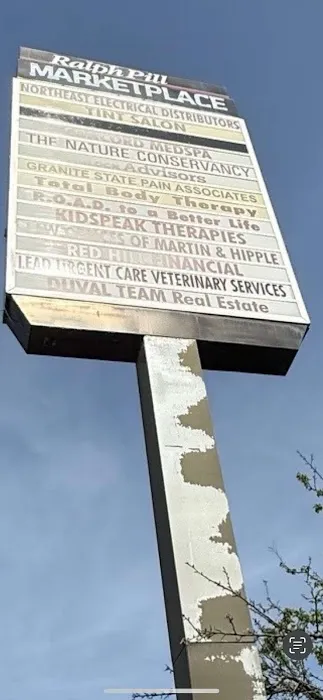 Ralph Pill
MARKETPLACE
NORTHEAST ELECTRICAL DISTRIBUTORS
TINT SALON
MEDSPA
THE NATURE CONSERVANCY
Advisors
GRANITE STATE PAIN ASSOCIATES
Total Body Therapy
R.O.A.D. to a Better Life
KIDSPEAK THERAPIES
OF MARTIN & HIPPLE
RED FINANCIAL
LEAD URGENT CARE VETERINARY SERVICES
DUVAL TEAM Real Estate